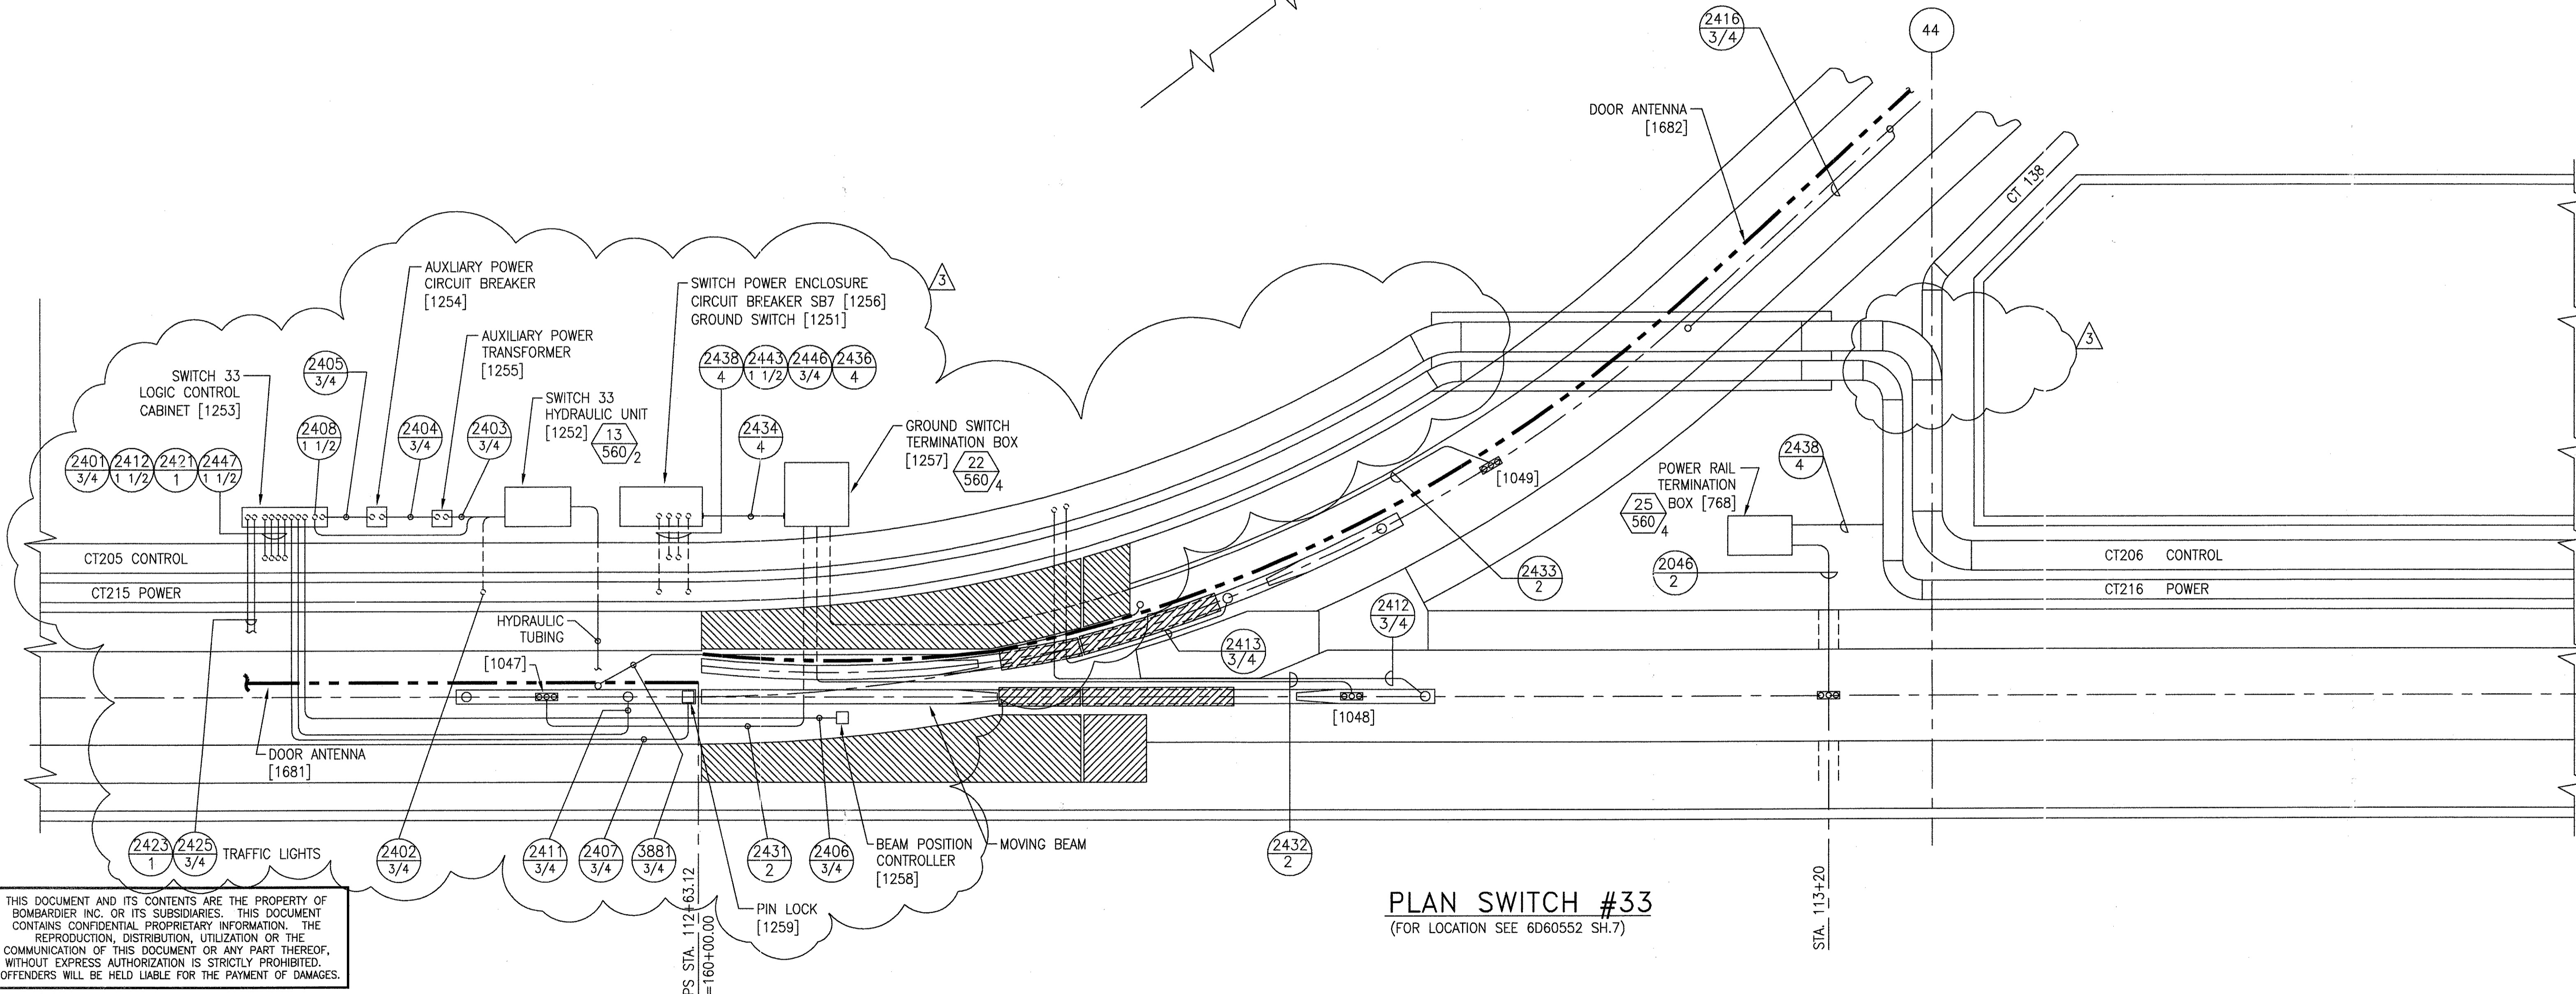 2416
3/4
44
DOOR ANTENNA
[1682]
CT 138
AUXLIARY POWER
CIRCUIT BREAKER
[1254]
SWITCH POWER ENCLOSURE
CIRCUIT BREAKER SB7 [1256]
GROUND SWITCH [1251]
3
AUXILIARY POWER
TRANSFORMER
[1255]
3
2405
3/4
2438
4
2443
1 1/2
2446
3/4
2436
4
SWITCH 33
LOGIC CONTROL
CABINET [1253]
SWITCH 33
HYDRAULIC UNIT
[1252]
13
560
2
2408
1 1/2
2404
3/4
2403
3/4
2434
4
GROUND SWITCH
TERMINATION BOX
[1257]
22
560
4
2401
3/4
2412
1 1/2
2421
1
2447
1 1/2
[1049]
POWER RAIL
TERMINATION
BOX [768]
25
560
4
2438
4
CT205 CONTROL
CT206 CONTROL
CT215 POWER
CT216 POWER
2433
2
2046
2
HYDRAULIC
TUBING
2412
3/4
2413
3/4
[1047]
[1048]
DOOR ANTENNA
[1681]
2423
1
2425
3/4
TRAFFIC LIGHTS
2402
3/4
2411
3/4
2407
3/4
3881
3/4
2431
2
2406
3/4
BEAM POSITION
CONTROLLER
[1258]
MOVING BEAM
2432
2
PIN LOCK
[1259]
PS STA. 112+63.12
=160+00.00
STA. 113+20
PLAN SWITCH #33
(FOR LOCATION SEE 6D60552 SH.7)
THIS DOCUMENT AND ITS CONTENTS ARE THE PROPERTY OF
BOMBARDIER INC. OR ITS SUBSIDIARIES. THIS DOCUMENT
CONTAINS CONFIDENTIAL PROPRIETARY INFORMATION. THE
REPRODUCTION, DISTRIBUTION, UTILIZATION OR THE
COMMUNICATION OF THIS DOCUMENT OR ANY PART THEREOF,
WITHOUT EXPRESS AUTHORIZATION IS STRICTLY PROHIBITED.
OFFENDERS WILL BE HELD LIABLE FOR THE PAYMENT OF DAMAGES.